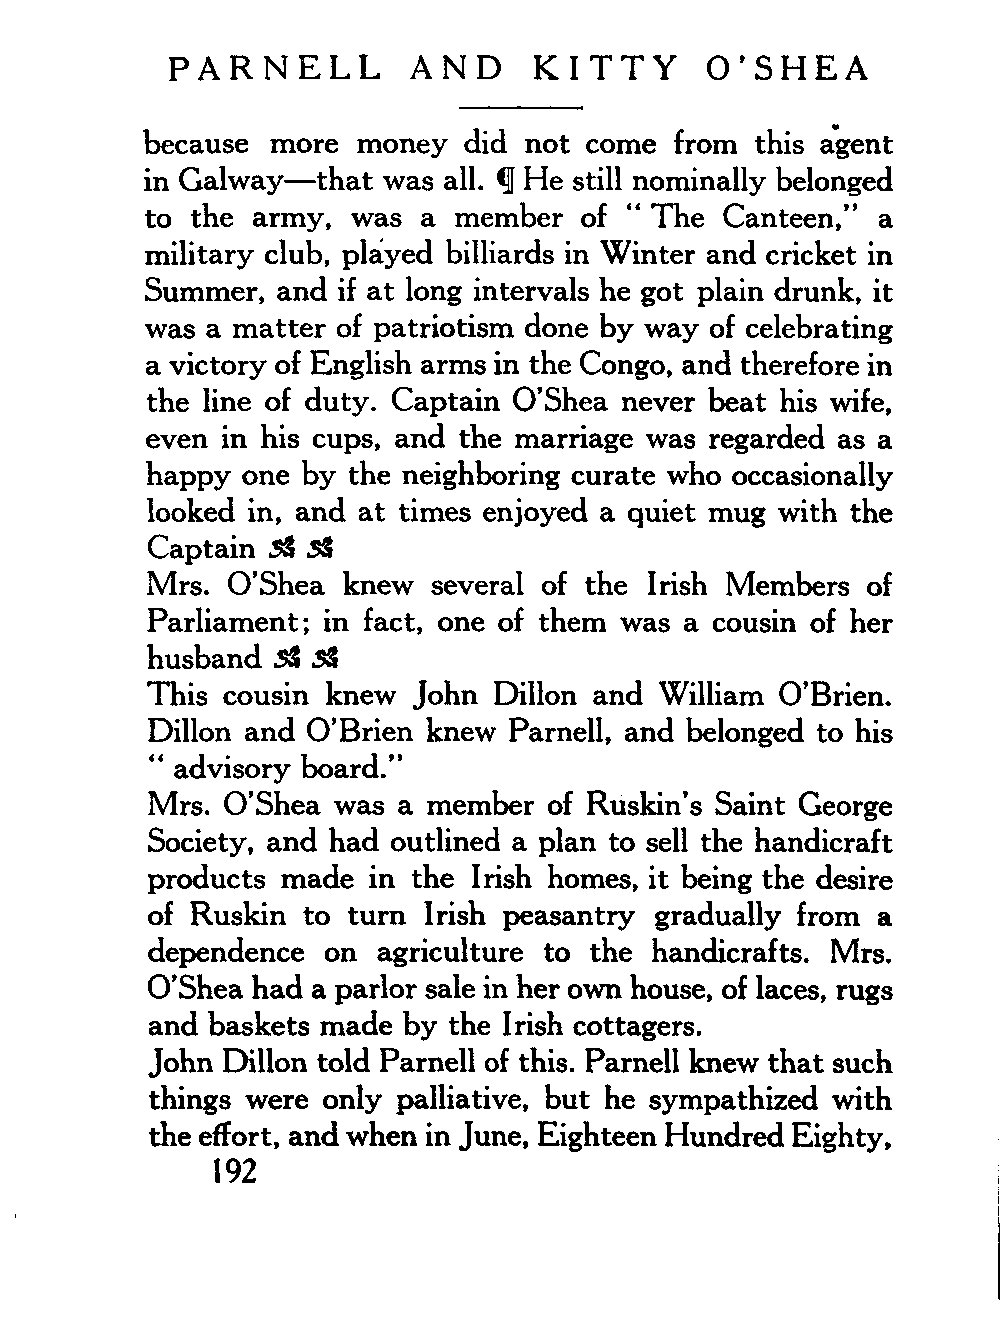 PARNELL AND KITTY O'SHEA
because more money did not come from this agent
in Galway—that was all. ¶ He still nominally belonged
to the army, was a member of “ The Canteen,” a
military club, played billiards in Winter and cricket in
Summer, and if at long intervals he got plain drunk, it
was a matter of patriotism done by way of celebrating
a victory of English arms in the Congo, and therefore in
the line of duty. Captain O'Shea never beat his wife,
even in his cups, and the marriage was regarded as a
happy one by the neighboring curate who occasionally
looked in, and at times enjoyed a quiet mug with the
Captain
Mrs. O'Shea knew several of the Irish Members of
Parliament; in fact, one of them was a cousin of her
husband
This cousin knew John Dillon and William O'Brien.
Dillon and O'Brien knew Parnell, and belonged to his
“ advisory board.”
Mrs. O'Shea was a member of Ruskin's Saint George
Society, and had outlined a plan to sell the handicraft
products made in the Irish homes, it being the desire
of Ruskin to turn Irish peasantry gradually from a
dependence on agriculture to the handicrafts. Mrs.
O'Shea had a parlor sale in her own house, of laces, rugs
and baskets made by the Irish cottagers.
John Dillon told Parnell of this. Parnell knew that such
things were only palliative, but he sympathized with
the effort, and when in June, Eighteen Hundred Eighty,
192